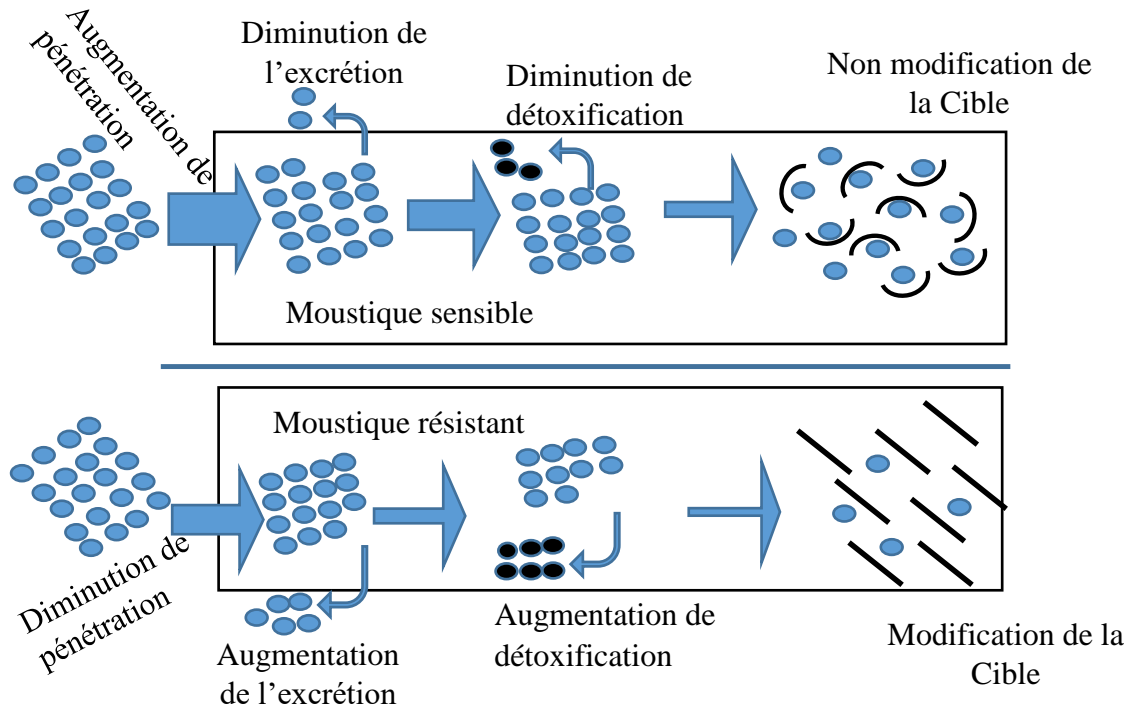 Augmentation de
pénétration
Diminution de
l’excrétion
Diminution de
détoxification
Non modification de
la Cible
Moustique sensible
Moustique résistant
Diminution de
pénétration
Augmentation
de l’excrétion
Augmentation de
détoxification
Modification de la
Cible